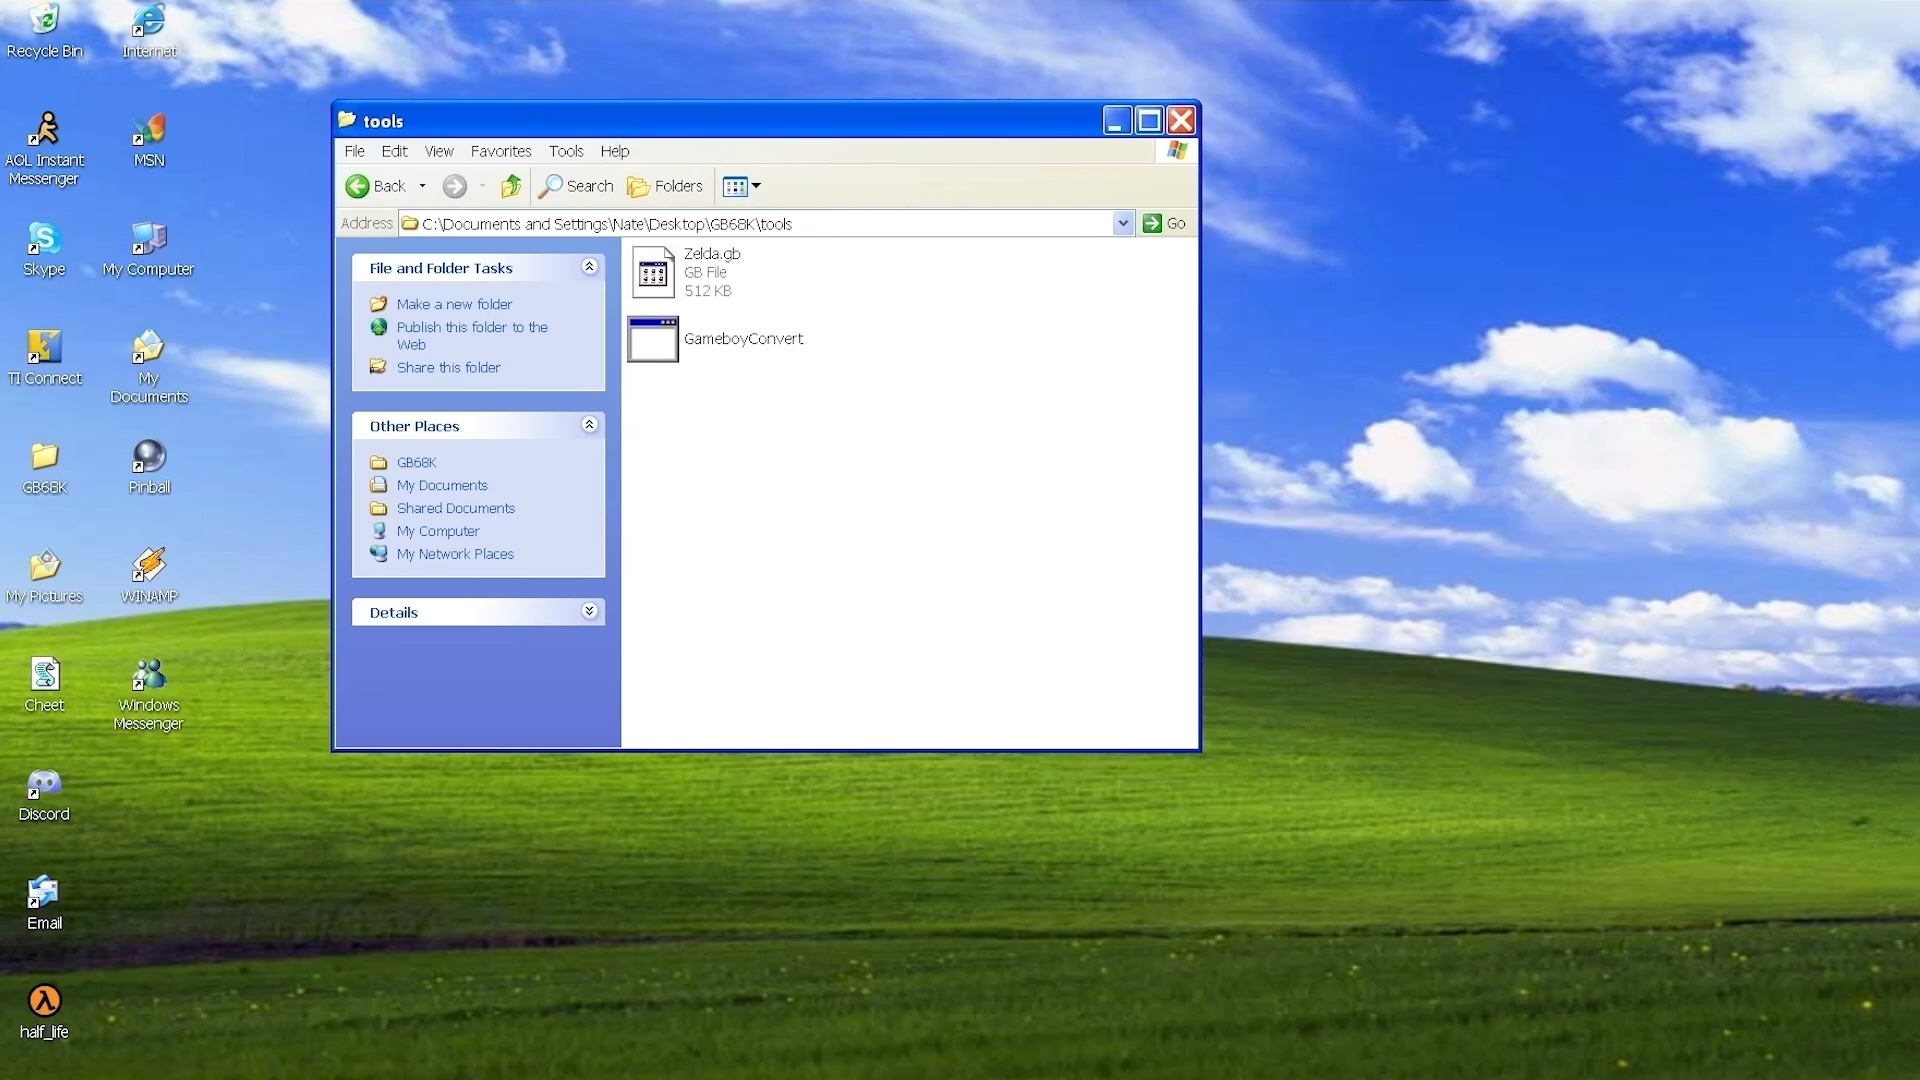 Recycle Bin
Internet
AOL Instant
Messenger
MSN
Skype
My Computer
TI Connect
My
Documents
GB68K
Pinball
My Pictures
WINAMP
Cheet
Windows
Messenger
Discord
Email
half_life
tools
File Edit View Favorites Tools Help
Back Search Folders
Address C:\Documents and Settings\Nate\Desktop\GB68K\tools Go
File and Folder Tasks
Make a new folder
Publish this folder to the
Web
Share this folder
Other Places
GB68K
My Documents
Shared Documents
My Computer
My Network Places
Details
Zelda.gb
GB File
512 KB
GameboyConvert